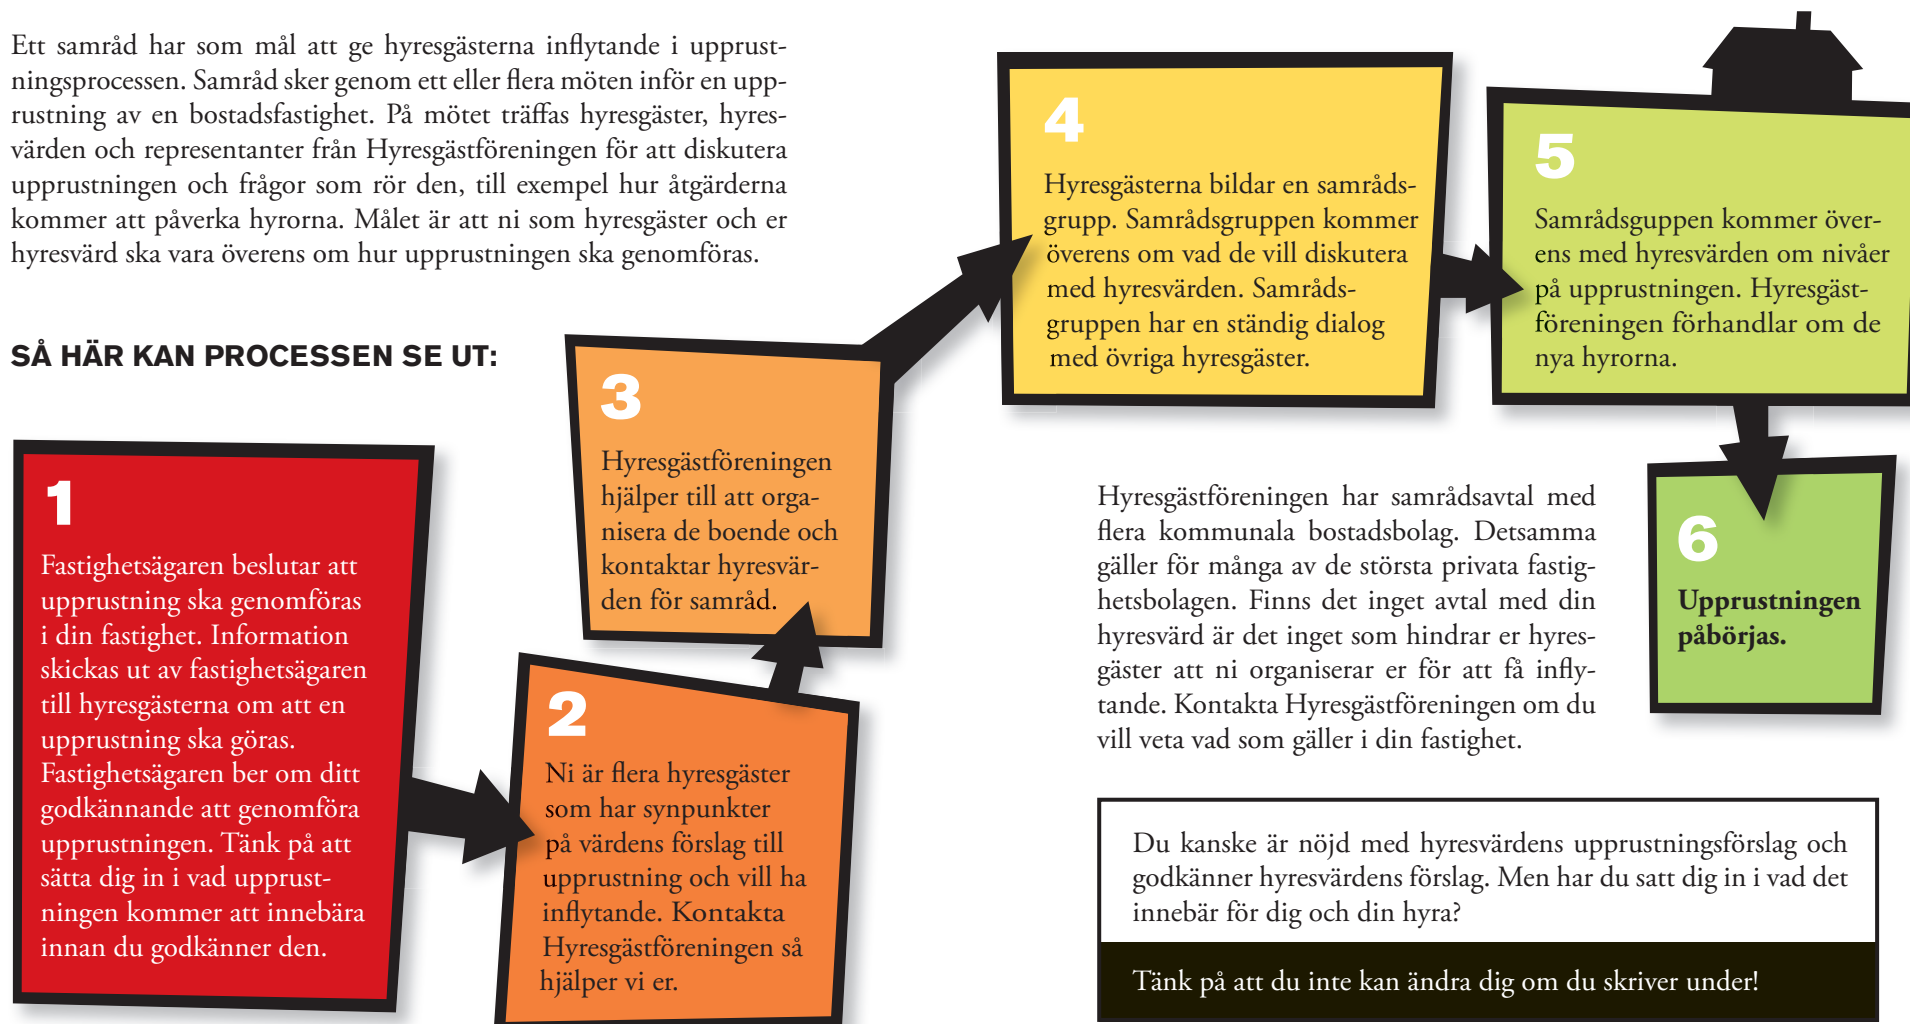 Ett samråd har som mål att ge hyresgästerna inflytande i upprust-
ningsprocessen. Samråd sker genom ett eller flera möten inför en upp-
rustning av en bostadsfastighet. På mötet träffas hyresgäster, hyres-
värden och representanter från Hyresgästföreningen för att diskutera
upprustningen och frågor som rör den, till exempel hur åtgärderna
kommer att påverka hyrorna. Målet är att ni som hyresgäster och er
hyresvärd ska vara överens om hur upprustningen ska genomföras.
SÅ HÄR KAN PROCESSEN SE UT:
1
Fastighetsägaren beslutar att
upprustning ska genomföras
i din fastighet. Information
skickas ut av fastighetsägaren
till hyresgästerna om att en
upprustning ska göras.
Fastighetsägaren ber om ditt
godkännande att genomföra
upprustningen. Tänk på att
sätta dig in i vad upprust-
ningen kommer att innebära
innan du godkänner den.
2
Ni är flera hyresgäster
som har synpunkter
på värdens förslag till
upprustning och vill ha
inflytande. Kontakta
Hyresgästföreningen så
hjälper vi er.
3
Hyresgästföreningen
hjälper till att orga-
nisera de boende och
kontaktar hyresvär-
den för samråd.
4
Hyresgästerna bildar en samråds-
grupp. Samrådsgruppen kommer
överens om vad de vill diskutera
med hyresvärden. Samråds-
gruppen har en ständig dialog
med övriga hyresgäster.
5
Samrådsguppen kommer över-
ens med hyresvärden om nivåer
på upprustningen. Hyresgäst-
föreningen förhandlar om de
nya hyrorna.
6
Upprustningen
påbörjas.
Hyresgästföreningen har samrådsavtal med
flera kommunala bostadsbolag. Detsamma
gäller för många av de största privata fastig-
hetsbolagen. Finns det inget avtal med din
hyresvärd är det inget som hindrar er hyres-
gäster att ni organiserar er för att få infly-
tande. Kontakta Hyresgästföreningen om du
vill veta vad som gäller i din fastighet.
Du kanske är nöjd med hyresvärdens upprustningsförslag och
godkänner hyresvärdens förslag. Men har du satt dig in i vad det
innebär för dig och din hyra?
Tänk på att du inte kan ändra dig om du skriver under!